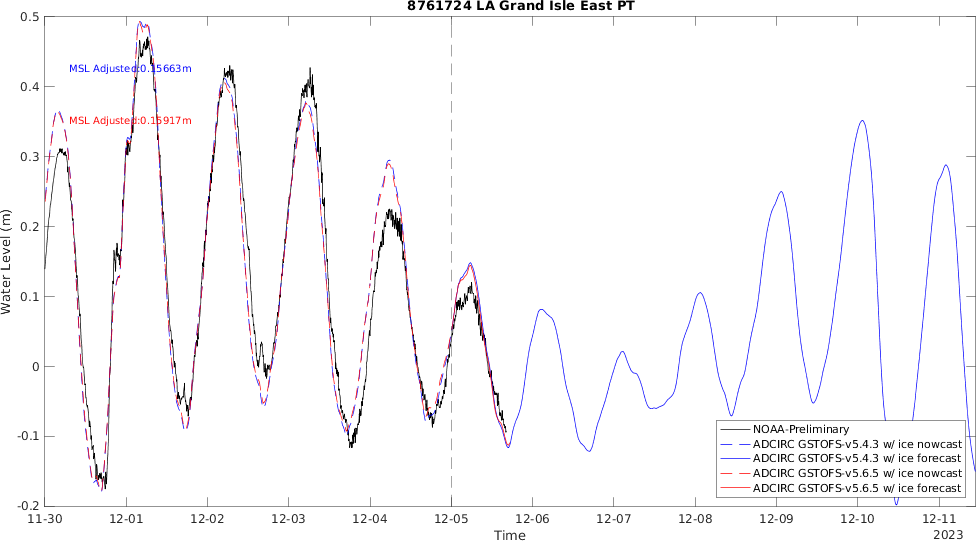 8761724 LA Grand Isle East PT
0.5
0.4
0.3
0.2
0.1
0
-0.1
-0.2
Water Level (m)
MSL Adjusted:0.15663m
MSL Adjusted:0.15917m
NOAA-Preliminary
ADCIRC GSTOFS-v5.4.3 w/ ice nowcast
ADCIRC GSTOFS-v5.4.3 w/ ice forecast
ADCIRC GSTOFS-v5.6.5 w/ ice nowcast
ADCIRC GSTOFS-v5.6.5 w/ ice forecast
11-30 12-01 12-02 12-03 12-04 12-05 12-06 12-07 12-08 12-09 12-10 12-11
Time
2023